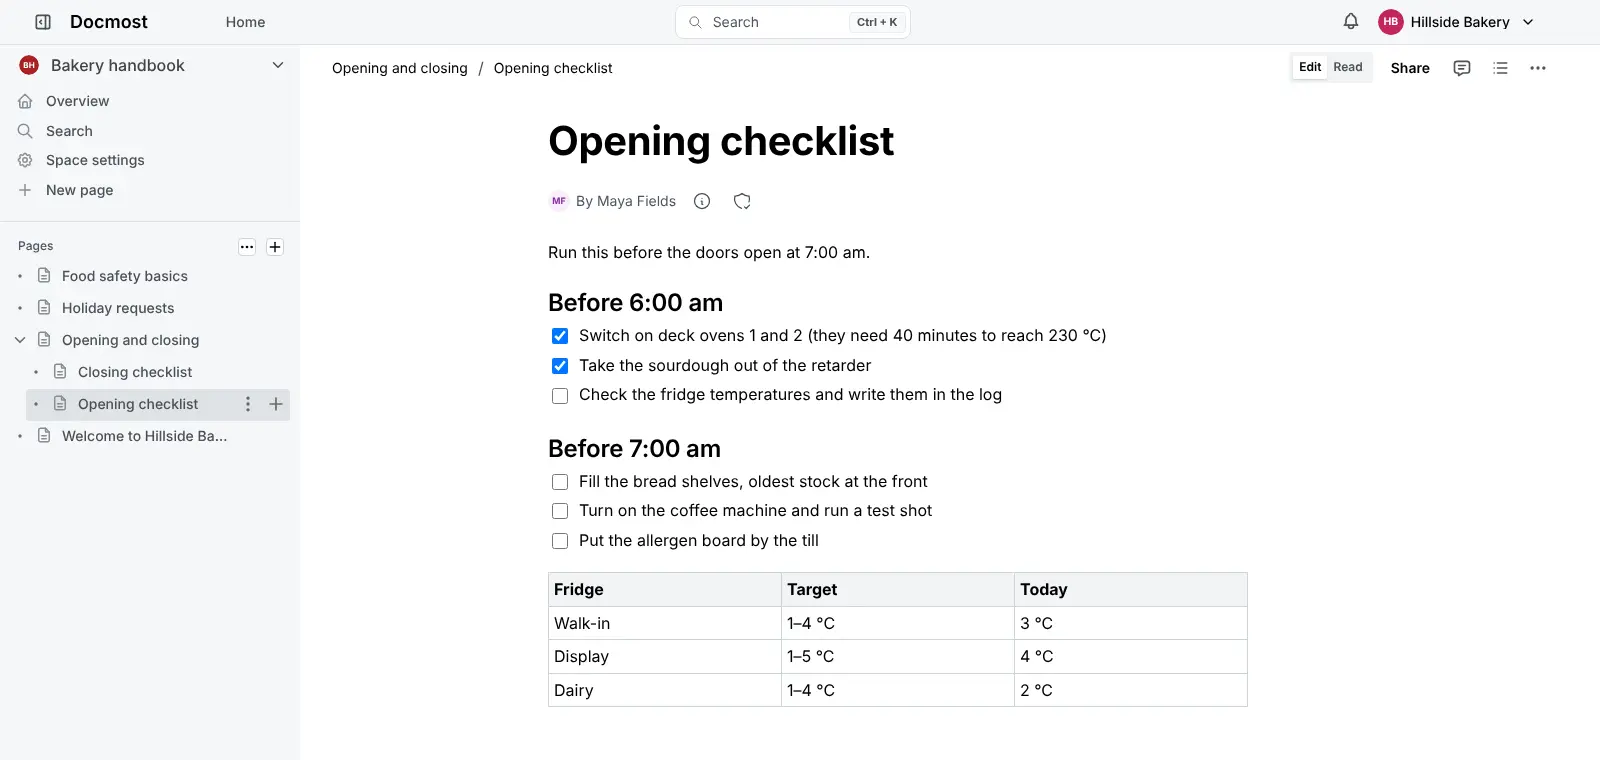 Docmost
Home
Search
Ctrl + K
HB
Hillside Bakery
BH
Bakery handbook
Overview
Search
Space settings
New page
Pages
Food safety basics
Holiday requests
Opening and closing
Closing checklist
Opening checklist
Welcome to Hillside Ba...
Opening and closing / Opening checklist
Edit
Read
Share
Opening checklist
MF By Maya Fields
Run this before the doors open at 7:00 am.
Before 6:00 am
Switch on deck ovens 1 and 2 (they need 40 minutes to reach 230 °C)
Take the sourdough out of the retarder
Check the fridge temperatures and write them in the log
Before 7:00 am
Fill the bread shelves, oldest stock at the front
Turn on the coffee machine and run a test shot
Put the allergen board by the till
Fridge Target Today
Walk-in 1–4 °C 3 °C
Display 1–5 °C 4 °C
Dairy 1–4 °C 2 °C